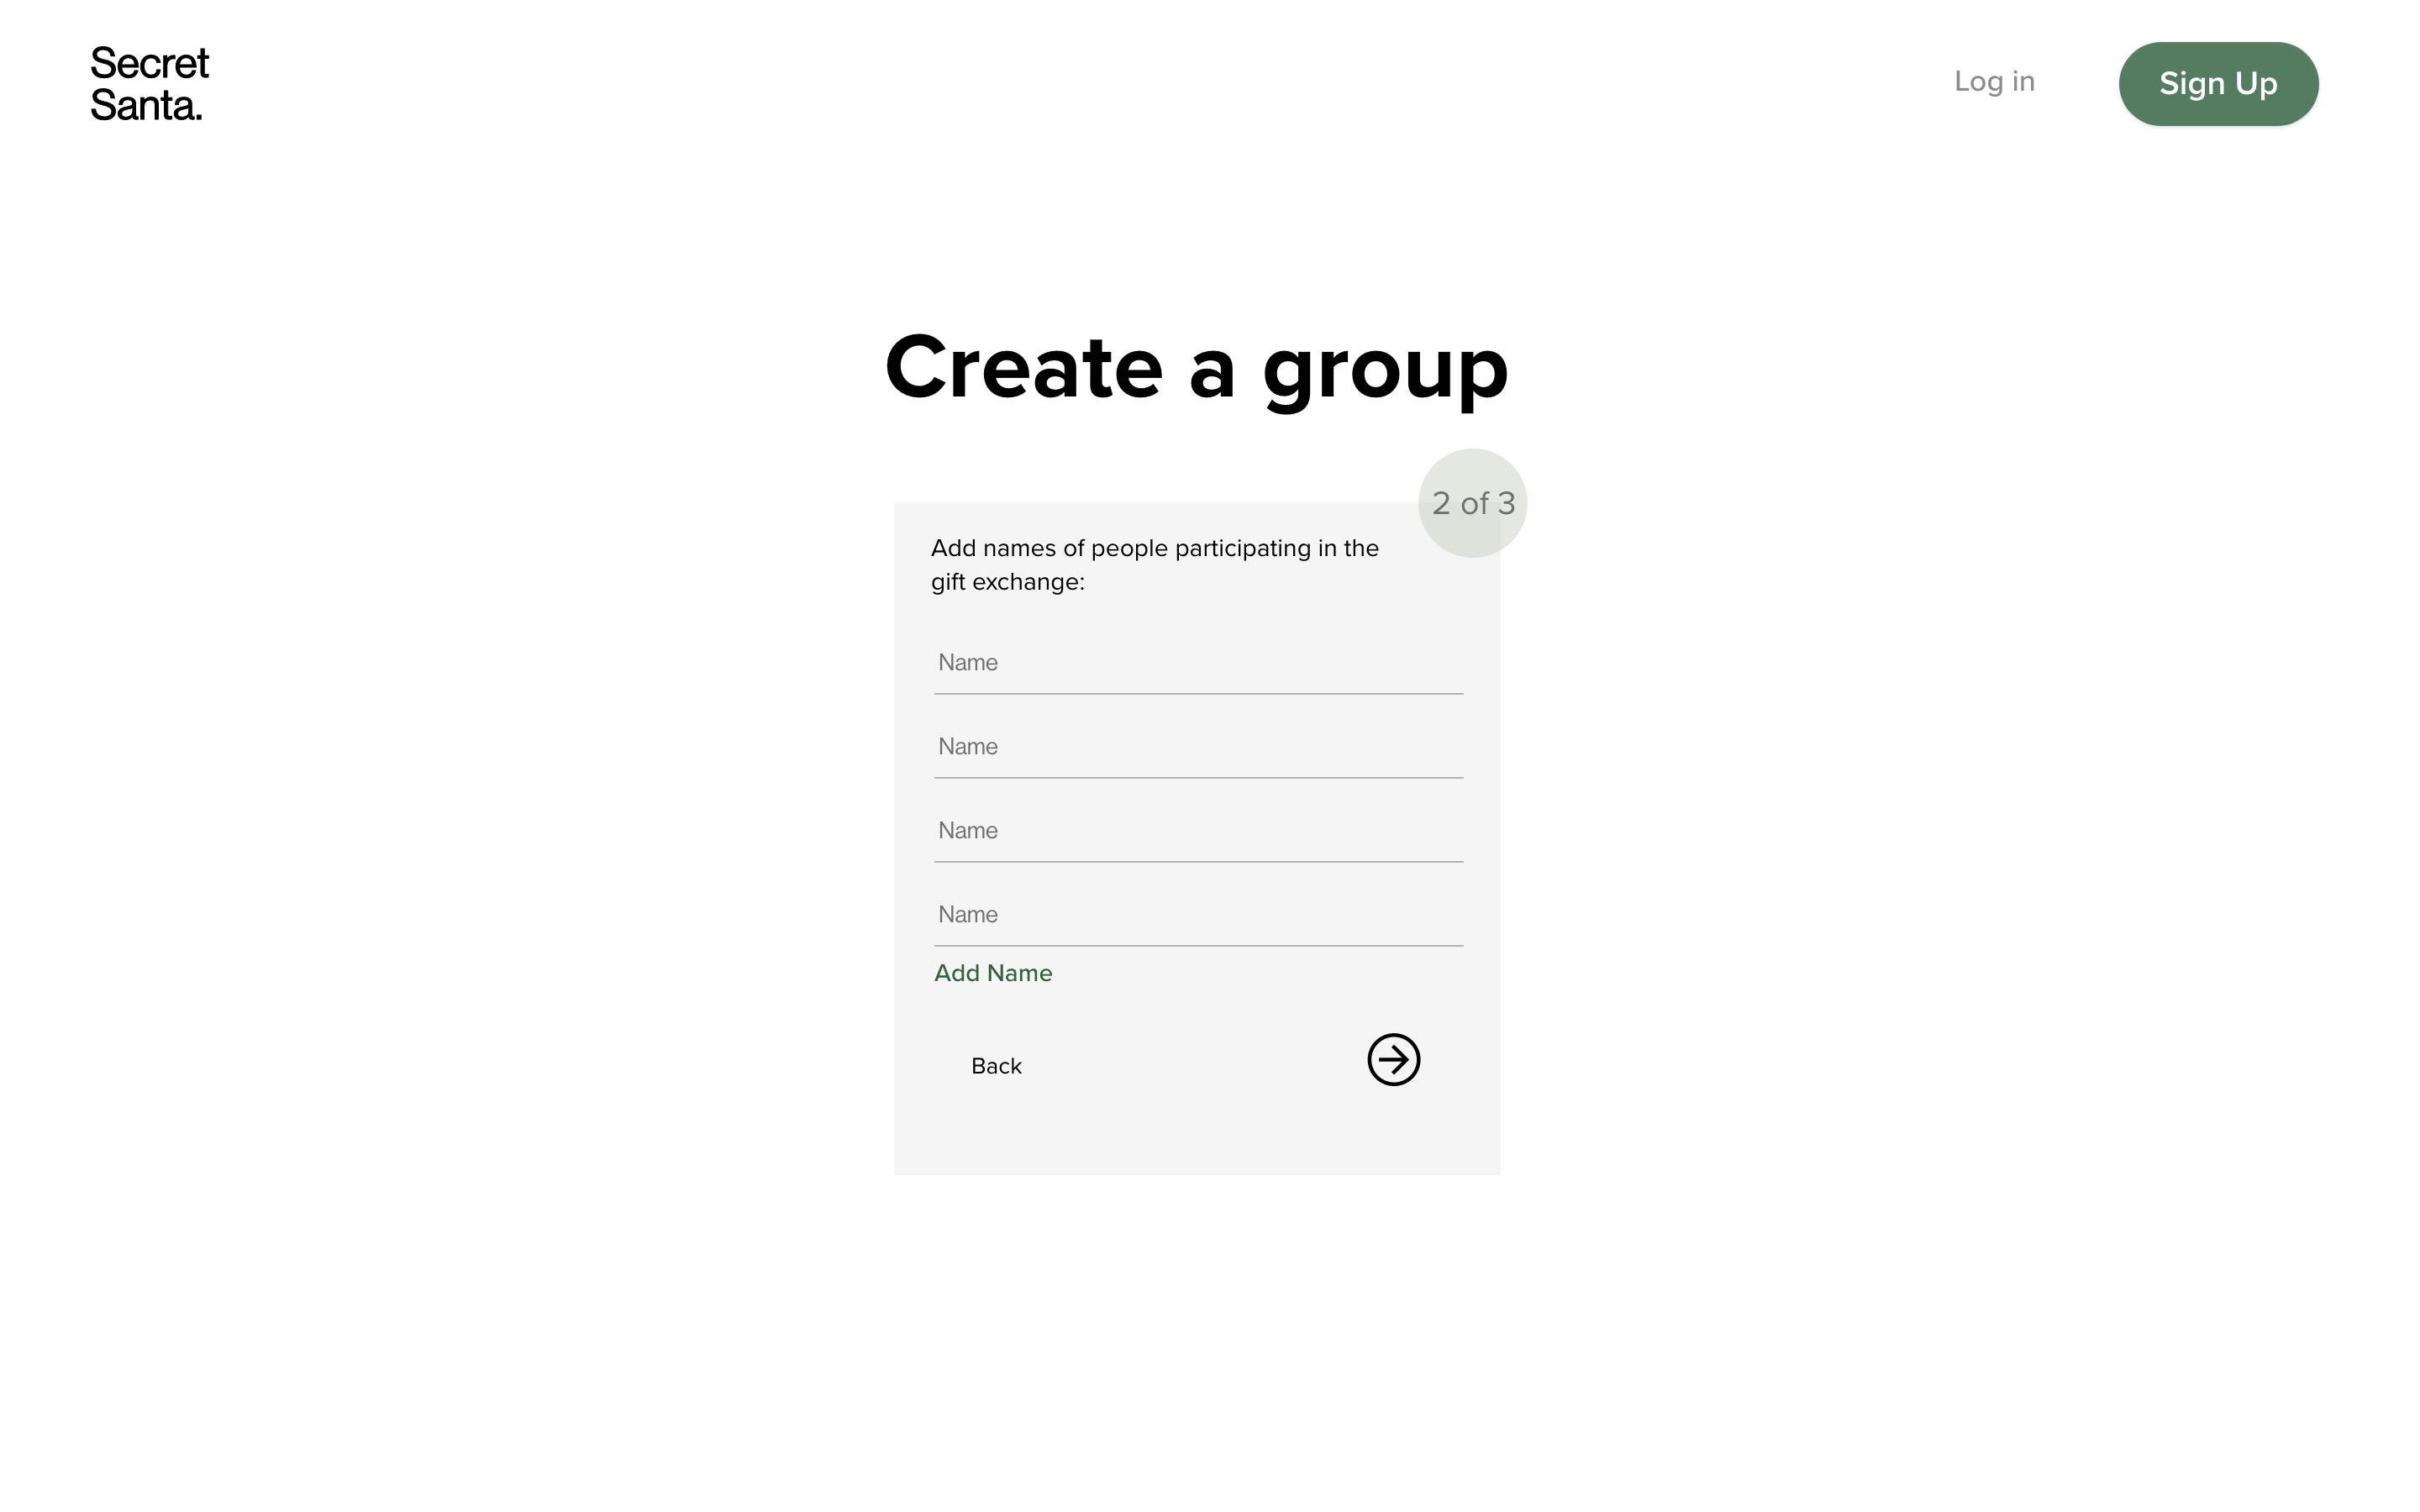 Secret
Santa.
Log in
Sign Up
Create a group
2 of 3
Add names of people participating in the
gift exchange:
Name
Name
Name
Name
Add Name
Back